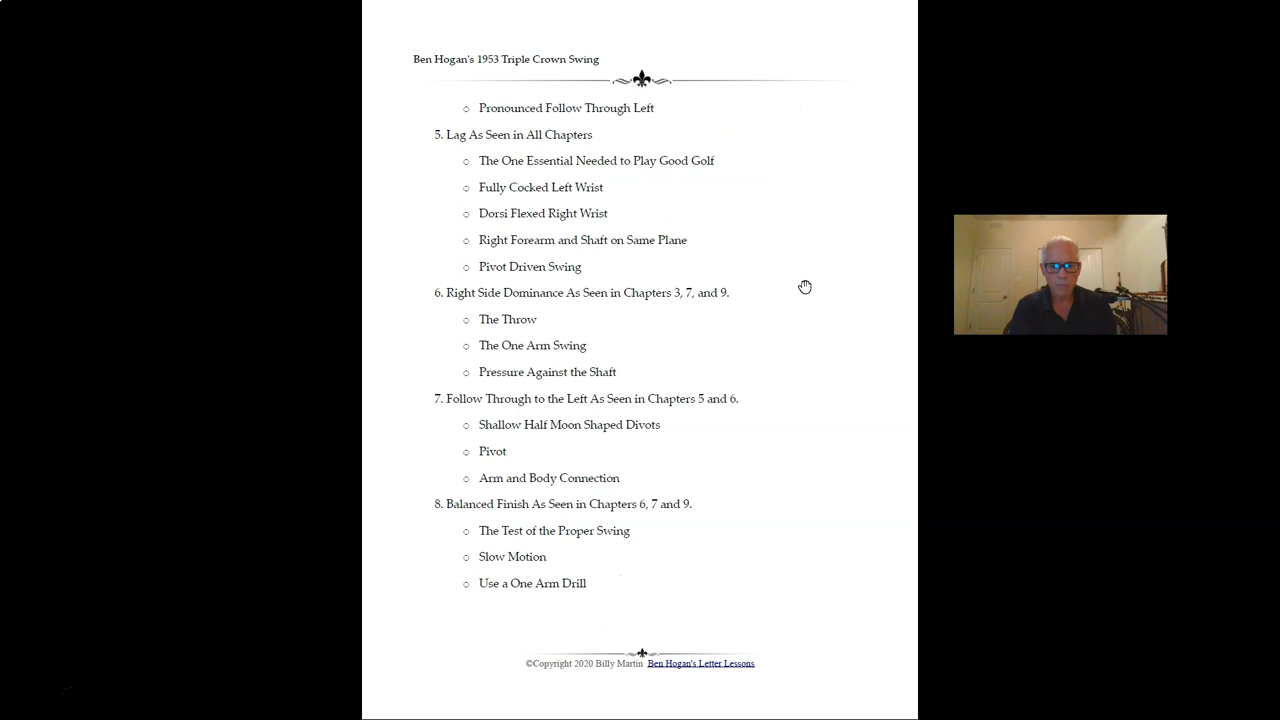 Ben Hogan's 1953 Triple Crown Swing
○ Pronounced Follow Through Left
5. Lag As Seen in All Chapters
○ The One Essential Needed to Play Good Golf
○ Fully Cocked Left Wrist
○ Dorsi Flexed Right Wrist
○ Right Forearm and Shaft on Same Plane
○ Pivot Driven Swing
6. Right Side Dominance As Seen in Chapters 3, 7, and 9.
○ The Throw
○ The One Arm Swing
○ Pressure Against the Shaft
7. Follow Through to the Left As Seen in Chapters 5 and 6.
○ Shallow Half Moon Shaped Divots
○ Pivot
○ Arm and Body Connection
8. Balanced Finish As Seen in Chapters 6, 7 and 9.
○ The Test of the Proper Swing
○ Slow Motion
○ Use a One Arm Drill
©Copyright 2020 Billy Martin Ben Hogan's Letter Lessons